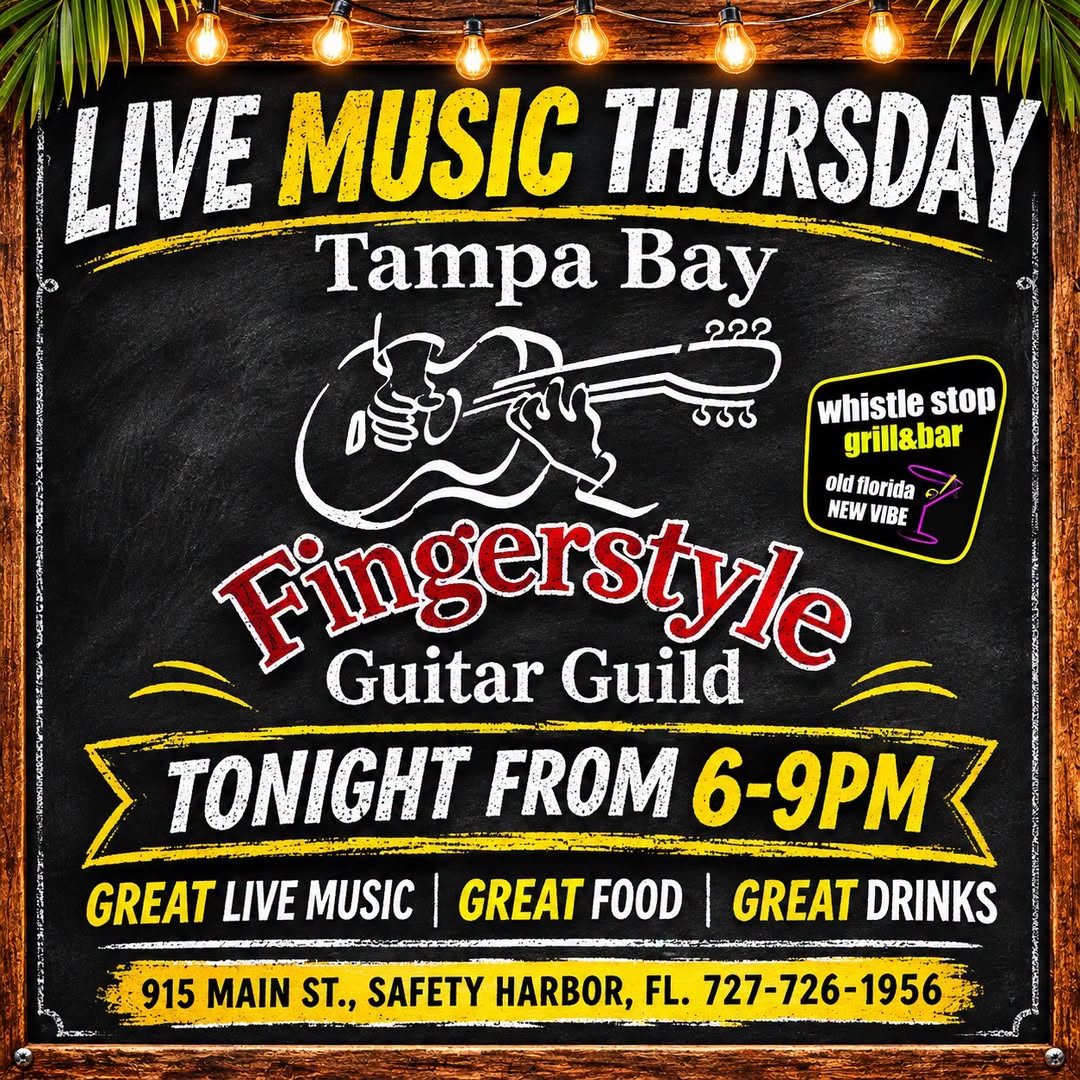 LIVE MUSIC THURSDAY
Tampa Bay
whistle stop
grill&bar
old florida
NEW VIBE
Fingerstyle
Guitar Guild
TONIGHT FROM 6-9PM
GREAT LIVE MUSIC | GREAT FOOD | GREAT DRINKS
915 MAIN ST., SAFETY HARBOR, FL. 727-726-1956